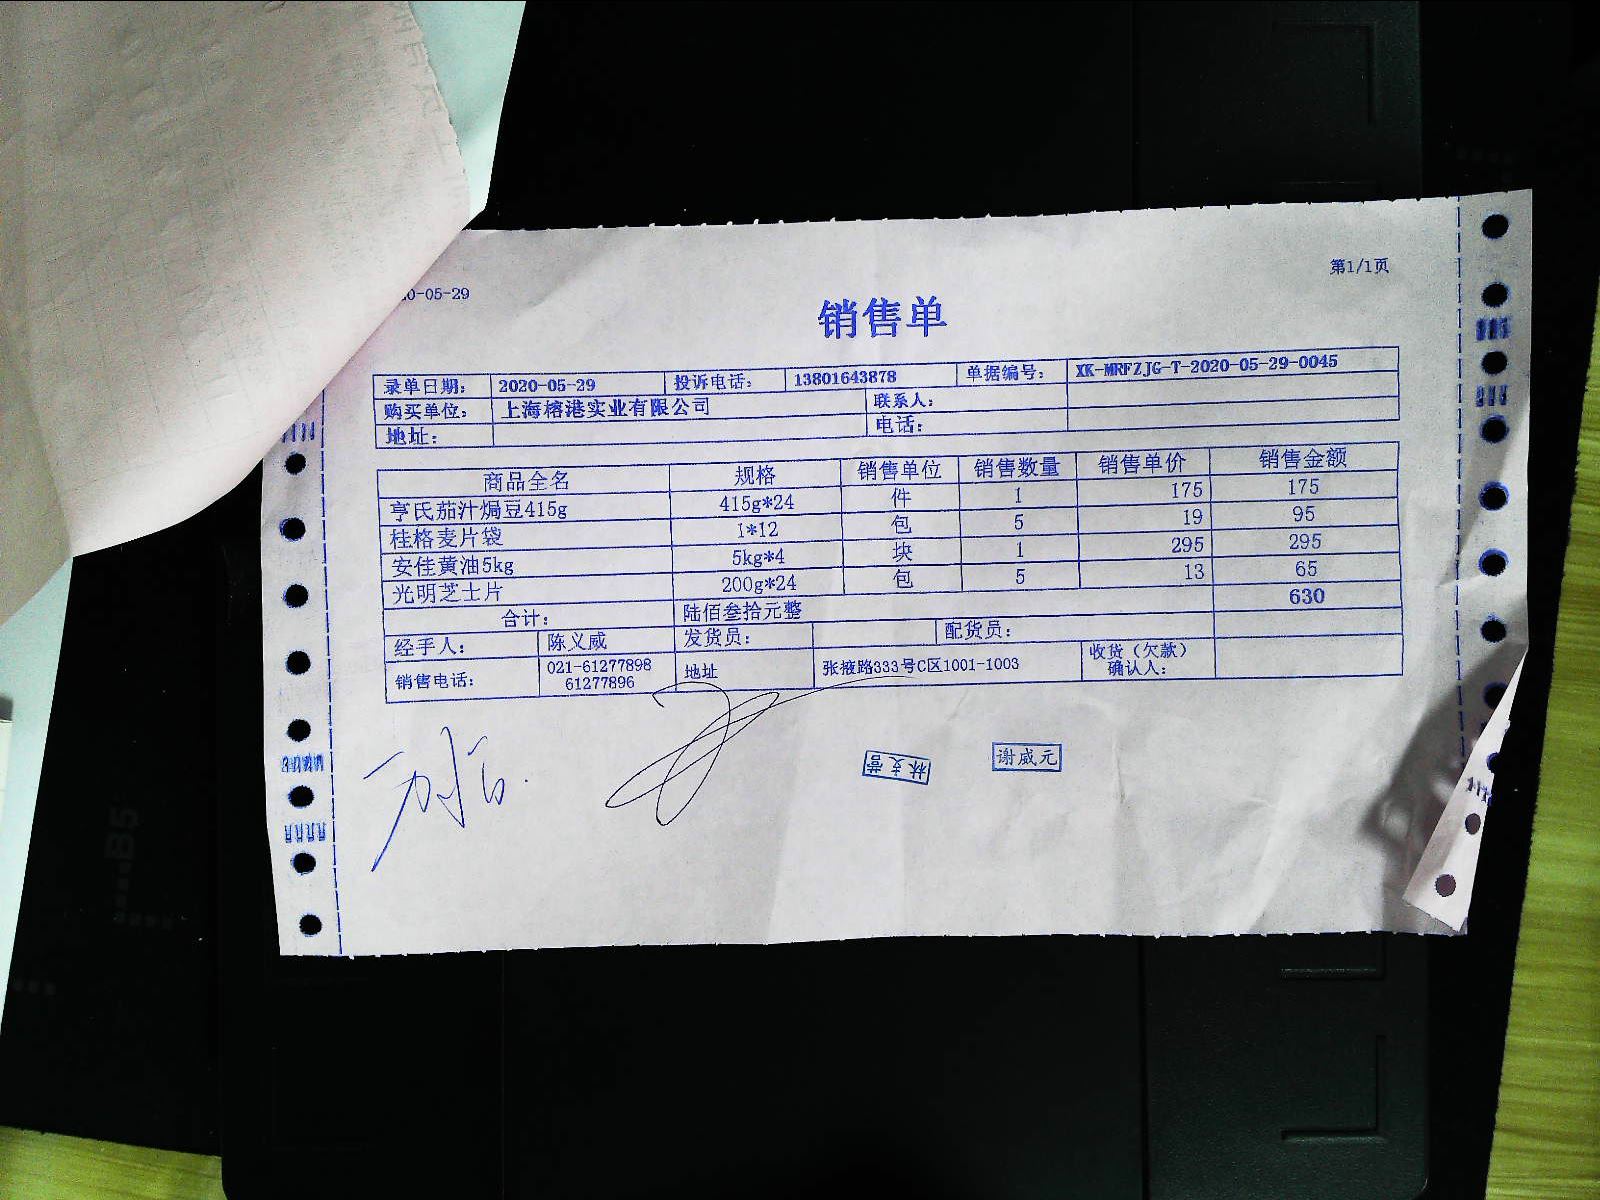 0-05-29
第1/1页
销售单
录单日期： 2020-05-29 投诉电话： 13801643878 单据编号： XK-MRFZJG-T-2020-05-29-0045
购买单位： 上海榕港实业有限公司 联系人：
地址： 电话：
商品全名 规格 销售单位 销售数量 销售单价 销售金额
亨氏茄汁焗豆415g 415g*24 件 1 175 175
桂格麦片袋 1*12 包 5 19 95
安佳黄油5kg 5kg*4 块 1 295 295
光明芝士片 200g*24 包 5 13 65
合计： 陆佰叁拾元整 630
经手人： 陈义威 发货员： 配货员：
销售电话： 021-61277898 61277896 地址 张掖路333号C区1001-1003 收货（欠款）确认人：
谢威元
B5